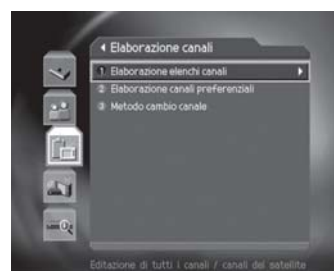 Elaborazione canali
1 Elaborazione elenchi canali
2 Elaborazione canali preferenziali
3 Metodo cambio canale
Editazione di tutti i canali / canali del satellite